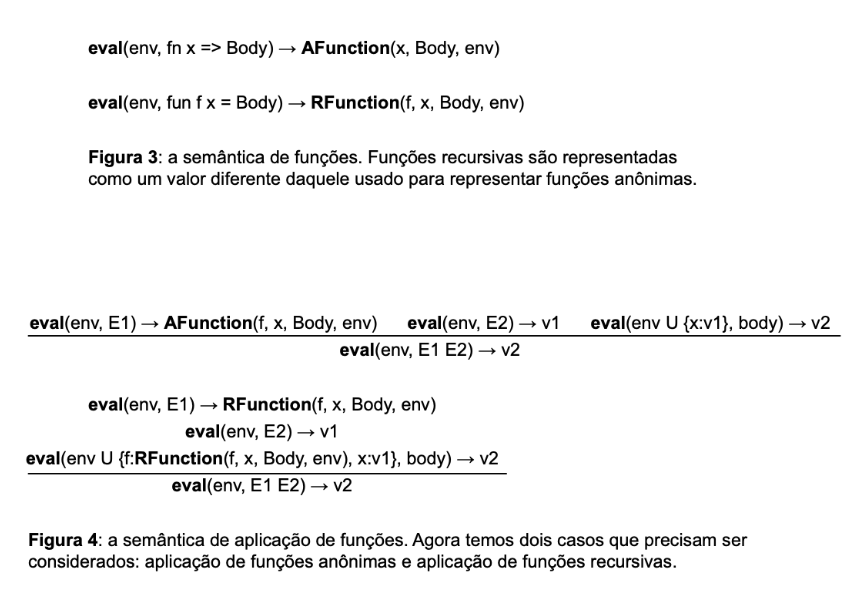 eval(env, fn x => Body) → AFunction(x, Body, env)
eval(env, fun f x = Body) → RFunction(f, x, Body, env)
Figura 3: a semântica de funções. Funções recursivas são representadas
como um valor diferente daquele usado para representar funções anônimas.
eval(env, E1) → AFunction(f, x, Body, env) eval(env, E2) → v1 eval(env U {x:v1}, body) → v2
eval(env, E1 E2) → v2
eval(env, E1) → RFunction(f, x, Body, env)
eval(env, E2) → v1
eval(env U {f:RFunction(f, x, Body, env), x:v1}, body) → v2
eval(env, E1 E2) → v2
Figura 4: a semântica de aplicação de funções. Agora temos dois casos que precisam ser
considerados: aplicação de funções anônimas e aplicação de funções recursivas.